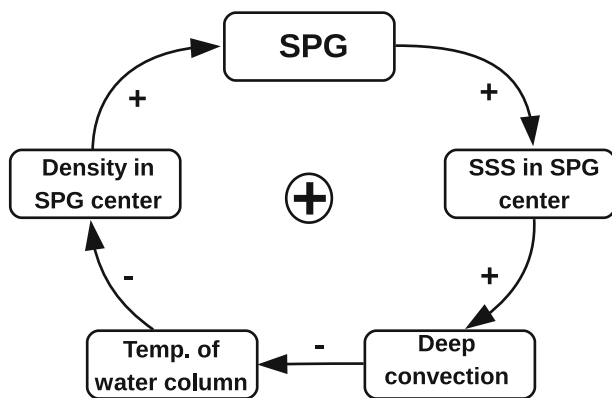 SPG
+
+
Density in
SPG center
SSS in SPG
center
+
-
+
-
Temp. of
water column
Deep
convection